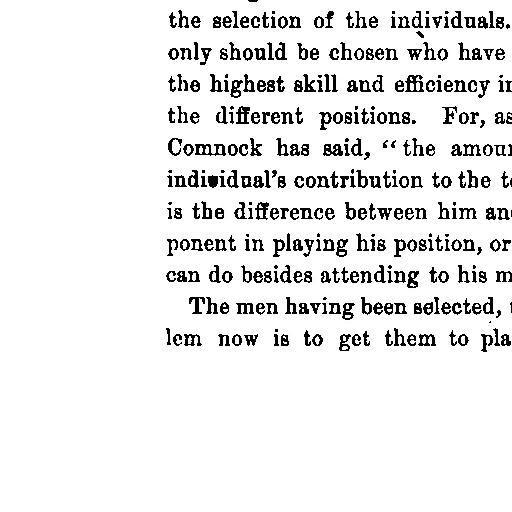 the selection of the individuals.
only should be chosen who have
the highest skill and efficiency in
the different positions. For, as
Comnock has said, "the amoun
individual's contribution to the te
is the difference between him and
ponent in playing his position, or
can do besides attending to his m
The men having been selected, t
lem now is to get them to pla